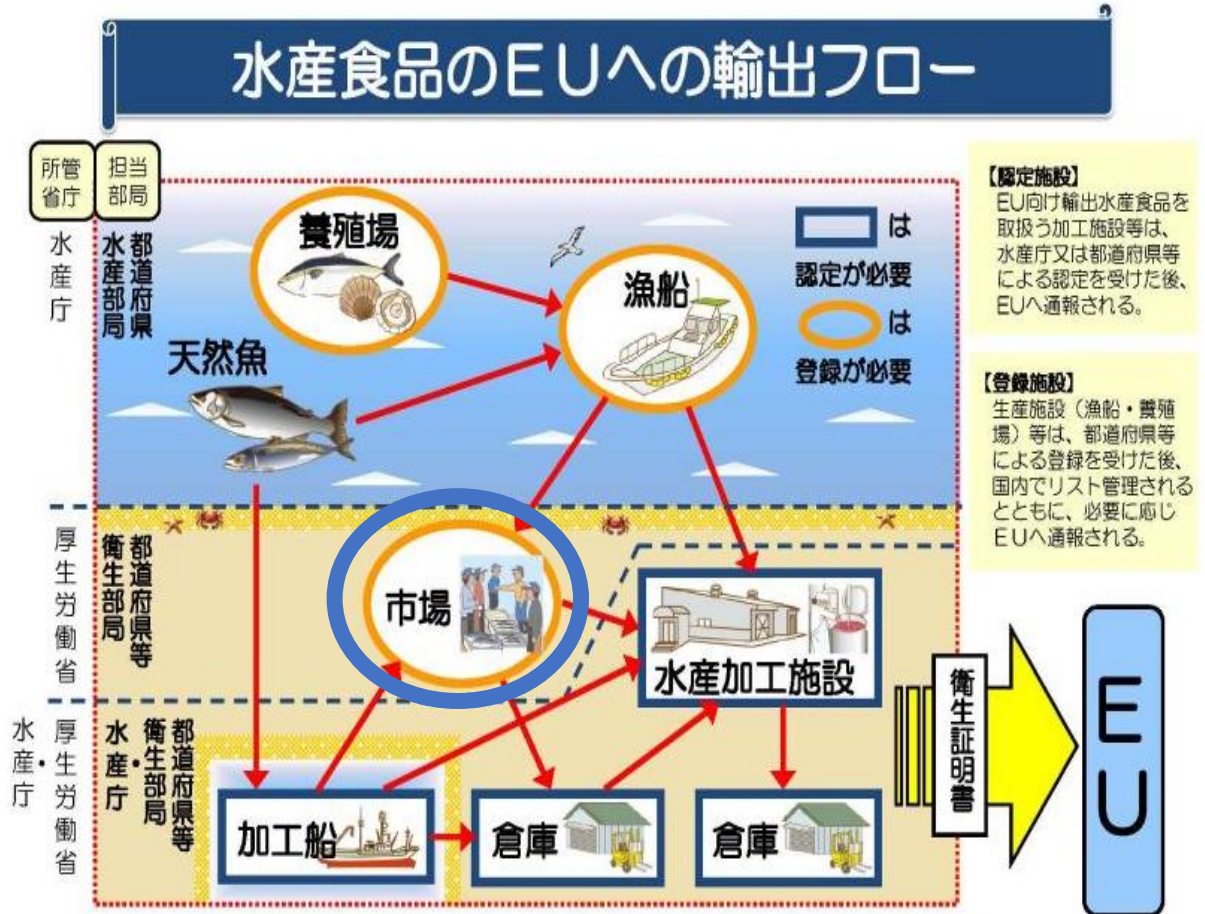 水産食品のEUへの輸出フロー
所管
省庁
担当
部局
水産庁
都道府県
水産部局
養殖場
天然魚
漁船
は
認定が必要
は
登録が必要
【認定施設】
EU向け輸出水産食品を
取扱う加工施設等は、
水産庁又は都道府県等
による認定を受けた後、
EUへ通報される。
【登録施設】
生産施設（漁船・養殖
場）等は、都道府県等
による登録を受けた後、
国内でリスト管理される
とともに、必要に応じ
EUへ通報される。
厚生労働省
都道府県等
衛生部局
市場
水産加工施設
厚生労働省・
水産庁
都道府県等
衛生部局・
水産庁
加工船
倉庫
倉庫
衛生証明書
EU